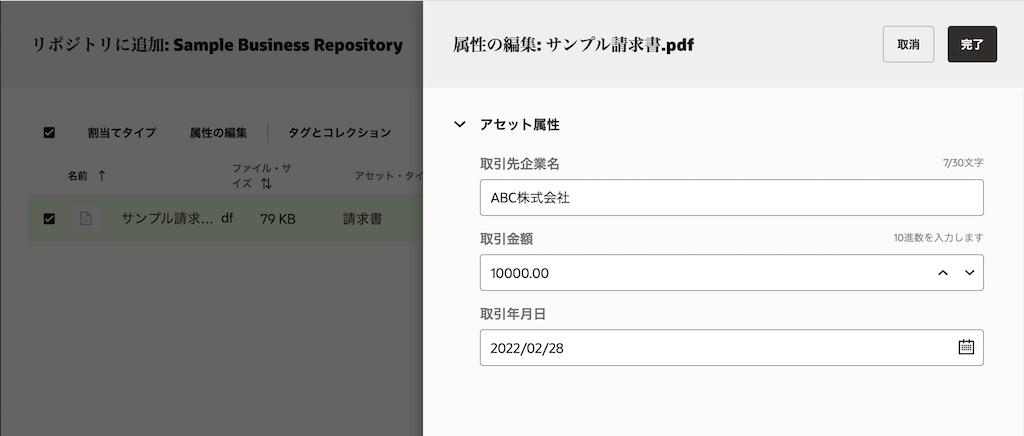 リポジトリに追加: Sample Business Repository
割当てタイプ 属性の編集 タグとコレクション
名前 ↑ ファイル・サイズ アセット・タイ
サンプル請求... df 79 KB 請求書
属性の編集: サンプル請求書.pdf
取消 完了
アセット属性
取引先企業名 7/30文字
ABC株式会社
取引金額 10進数を入力します
10000.00
取引年月日
2022/02/28